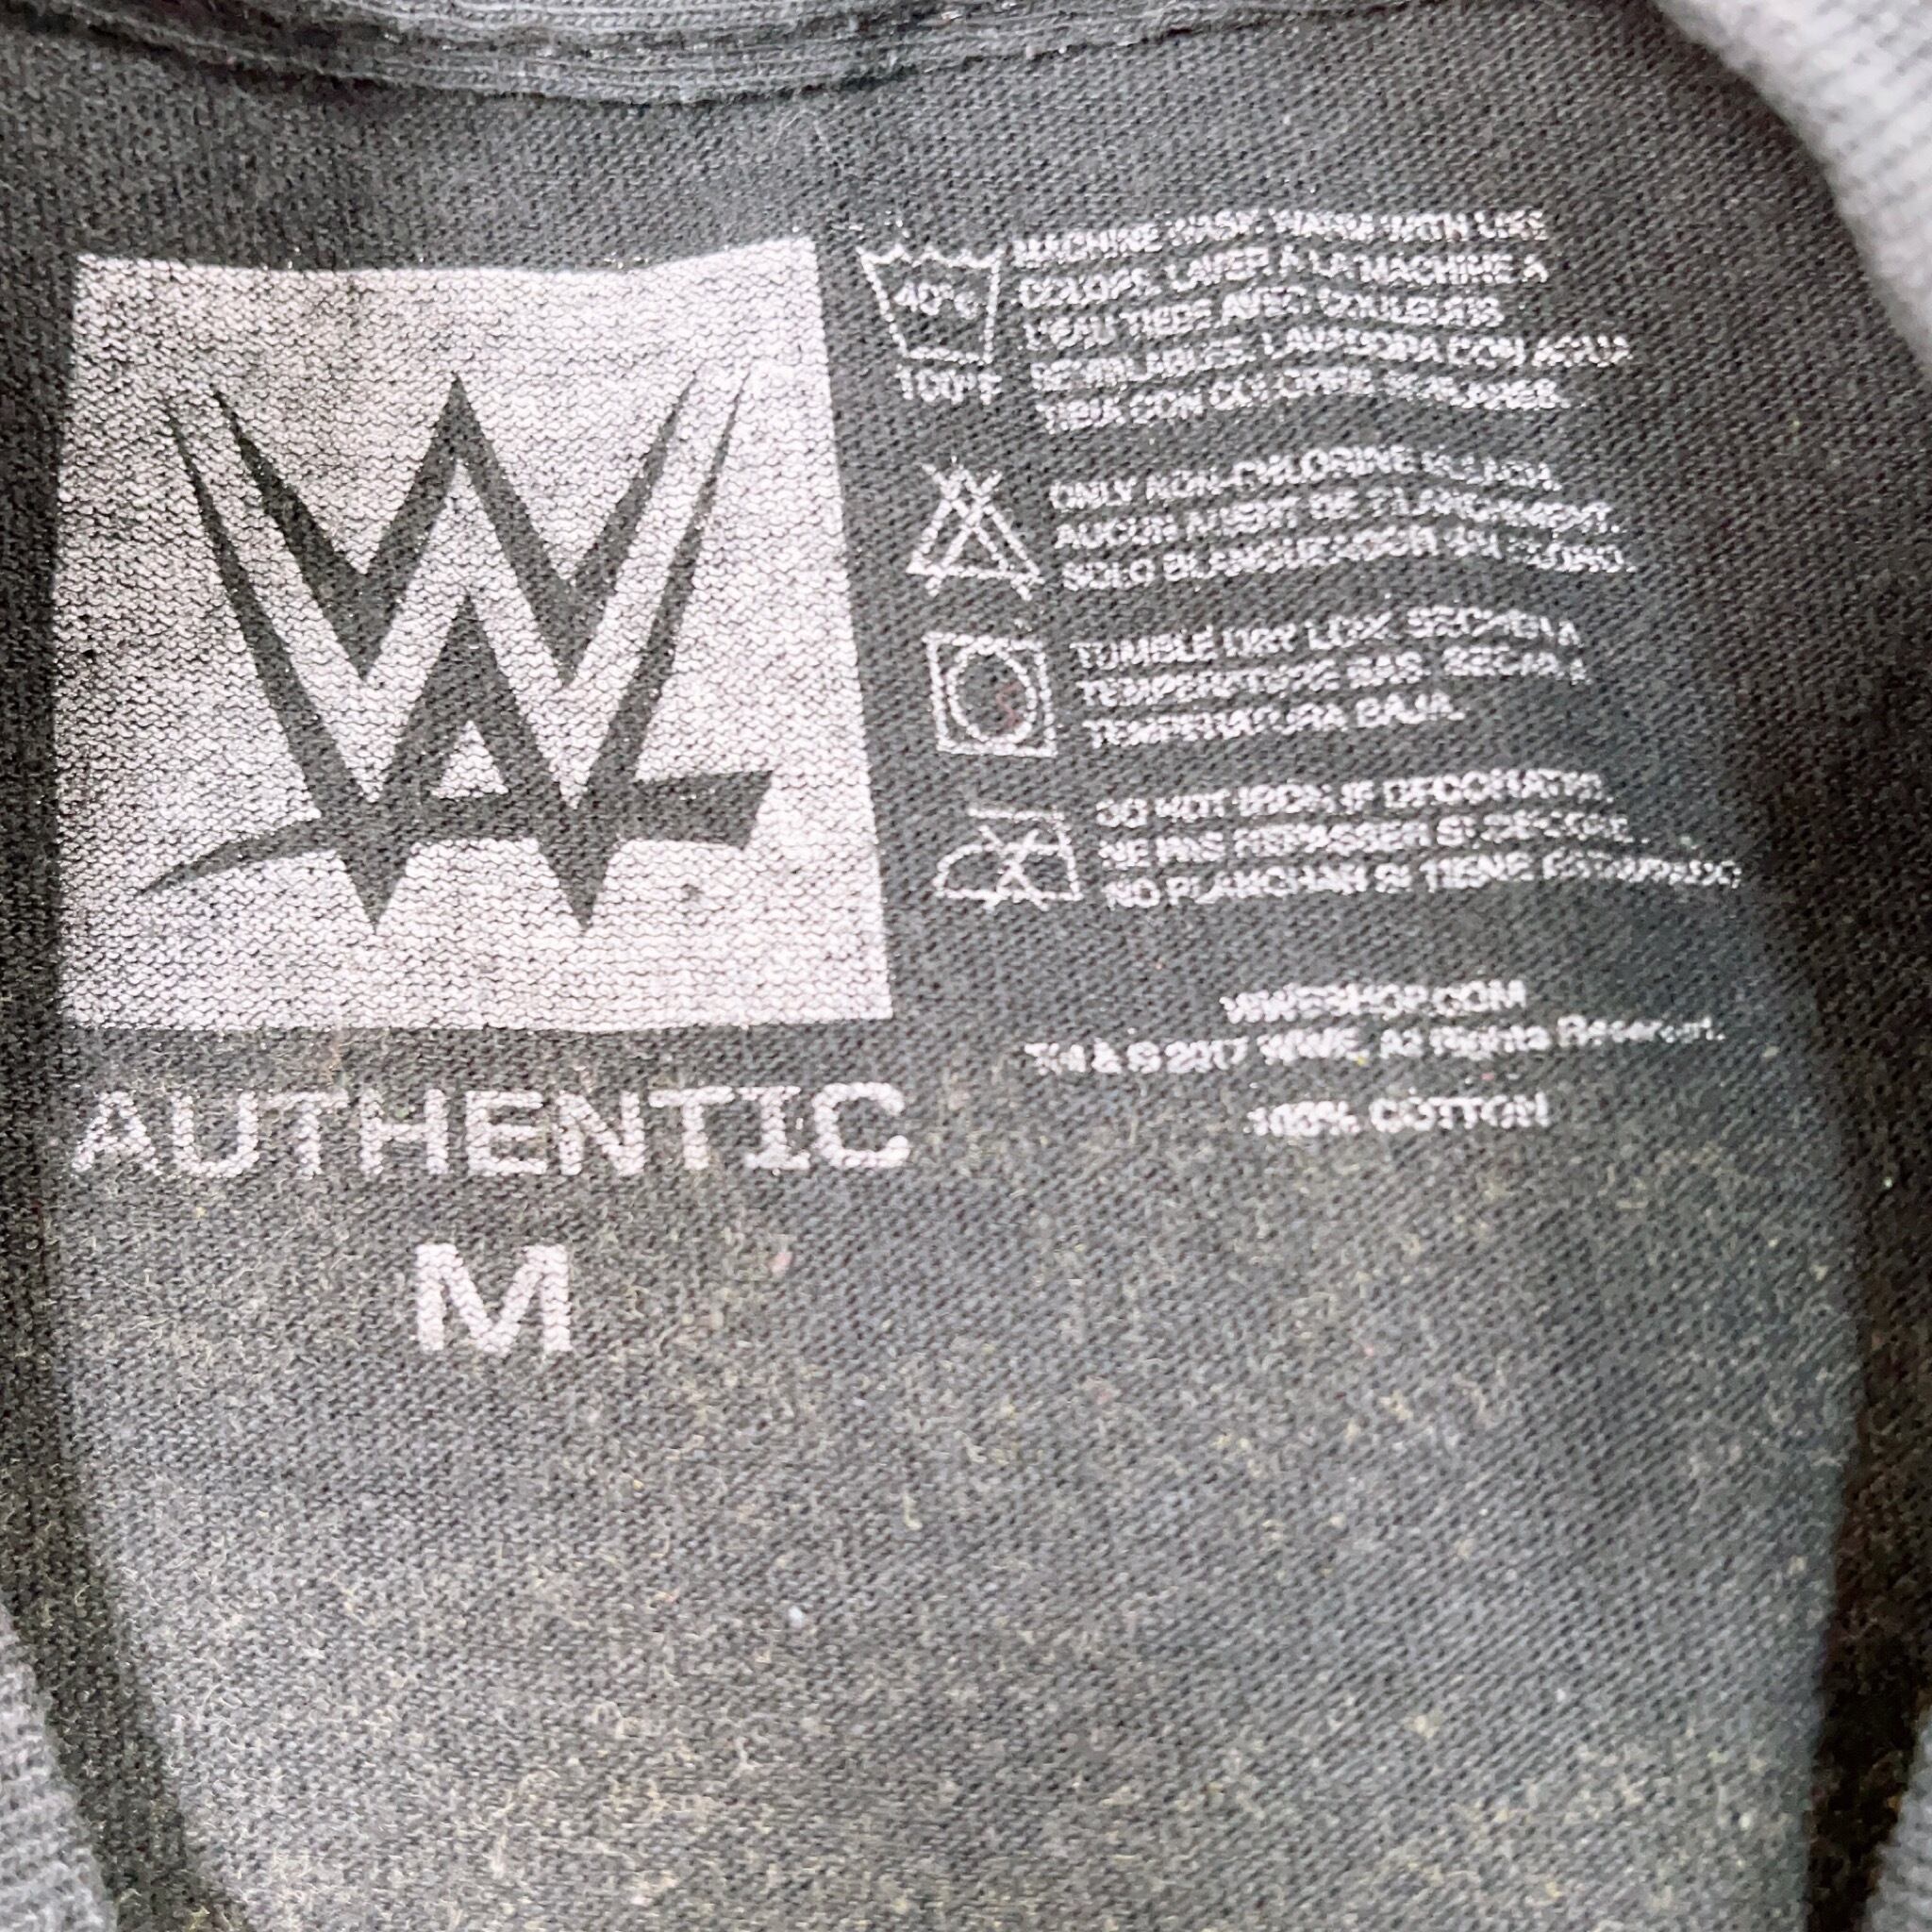 W
AUTHENTIC
M
40°C
100°F
MACHINE WASH WARM WITH LIKE
COLORS. LAVER A LA MACHINE A
L'EAU TIEDE AVEC COULEURS
SEMBLABLES. LAVADORA CON AGUA
TIBIA CON COLORES SEMEJANTES.
ONLY NON-CHLORINE BLEACH.
AUCUN AGENT DE BLANCHIMENT.
SOLO BLANQUEADOR SIN CLORO.
TUMBLE DRY LOW. SECHER A
TEMPERATURE BAS. SECAR A
TEMPERATURA BAJA.
DO NOT IRON IF DECORATIVE.
NE PAS REPASSER SI DECORE.
NO PLANCHAR SI TIENE ESTAMPADO.
WWESHOP.COM
TM & © 2017 WWE. All Rights Reserved.
100% COTTON